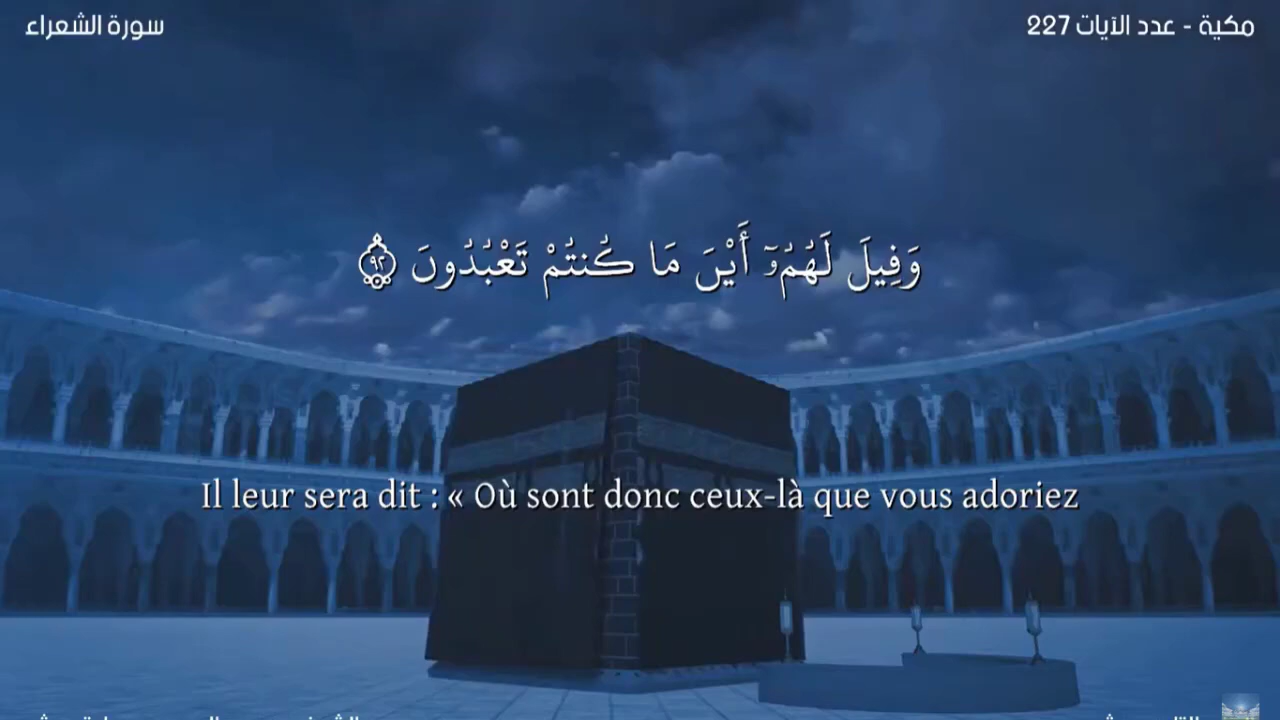 مكية - عدد الآيات 227
سورة الشعراء
وَڧِيلَ لَهُمُۥٓ أَيْنَ مَا كُنتُمْ تَعْبُدُونَ ٩٢
Il leur sera dit : « Où sont donc ceux-là que vous adoriez